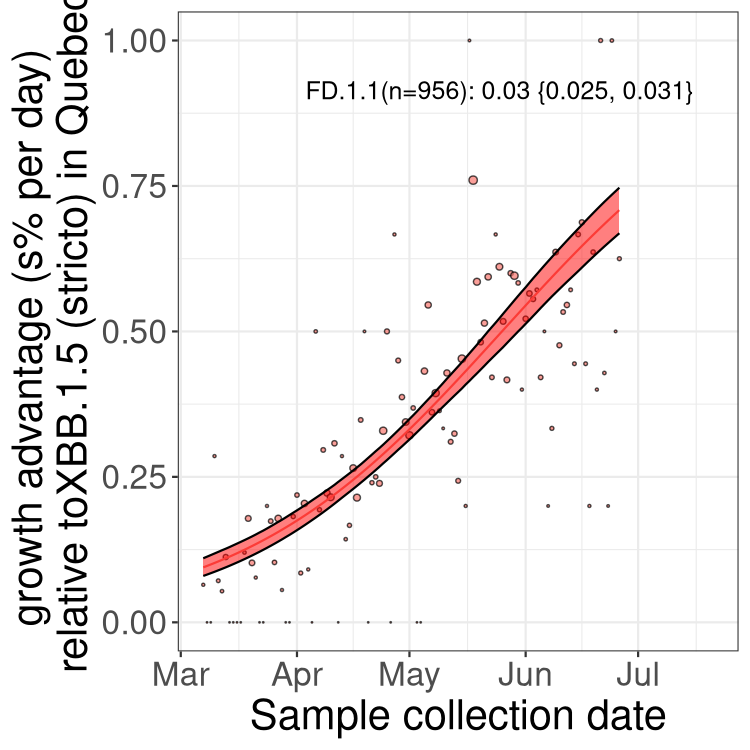 growth advantage (s% per day)
relative toXBB.1.5 (stricto) in Quebec
1.00
0.75
0.50
0.25
0.00
FD.1.1(n=956): 0.03 {0.025, 0.031}
Mar
Apr
May
Jun
Jul
Sample collection date